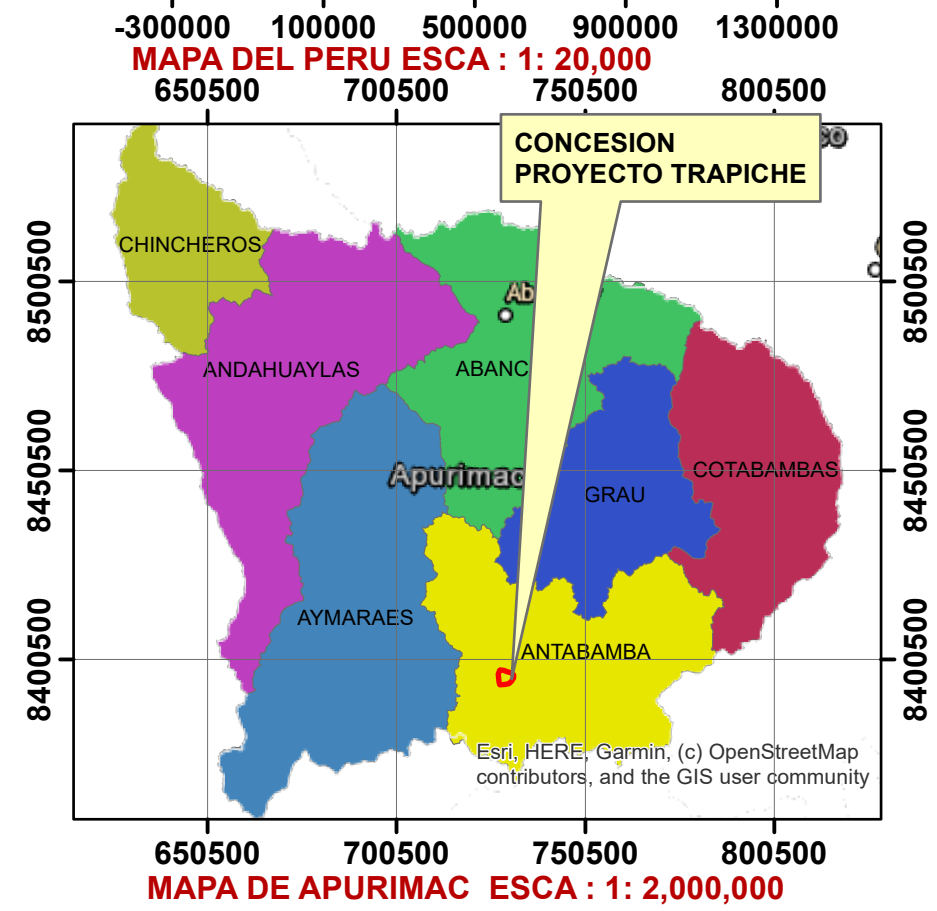 -300000 100000 500000 900000 1300000
MAPA DEL PERU ESCA : 1: 20,000
650500 700500 750500 800500
CONCESION
PROYECTO TRAPICHE
co
CHINCHEROS
8500500
8500500
Ab
ANDAHUAYLAS
ABANC
Apurimac
COTABAMBAS
GRAU
8450500
8450500
AYMARAES
ANTABAMBA
8400500
8400500
Esri, HERE, Garmin, (c) OpenStreetMap
contributors, and the GIS user community
650500 700500 750500 800500
MAPA DE APURIMAC ESCA : 1: 2,000,000